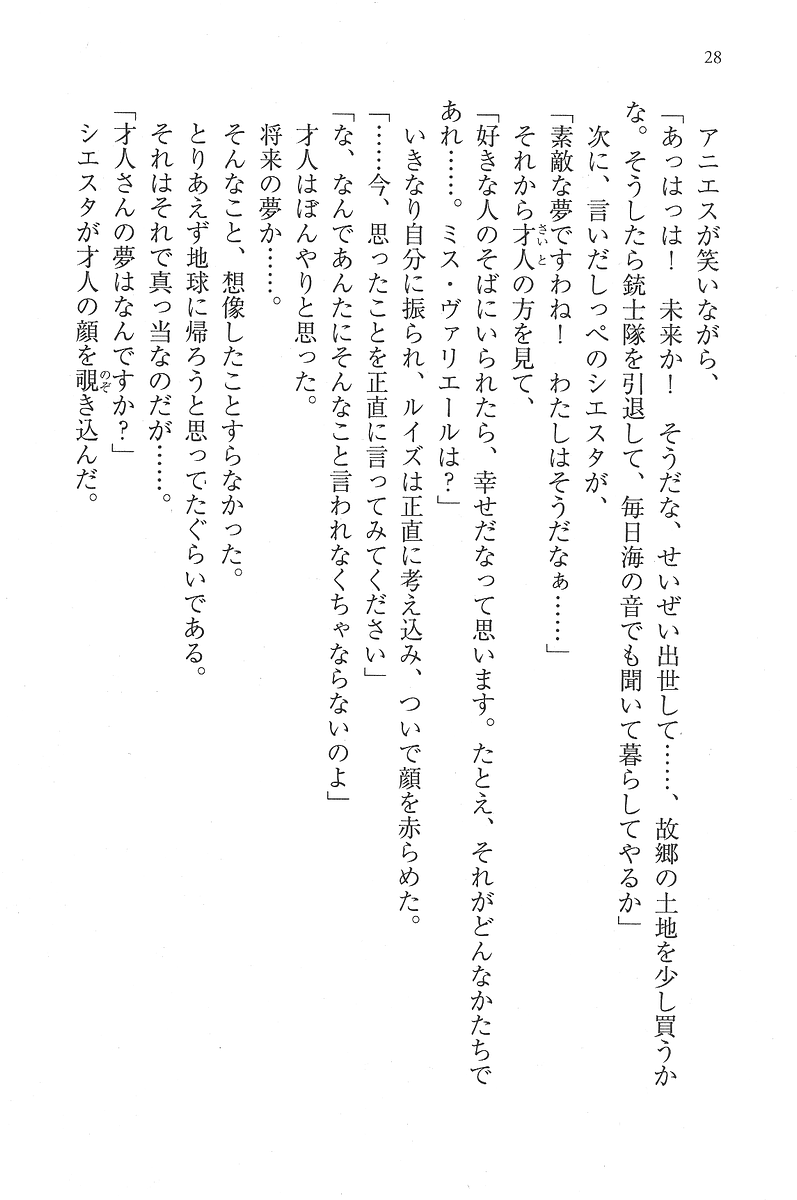 28
アニエスが笑いながら、
「あっはっは！　未来か！　そうだな、せいぜい出世して……、故郷の土地を少し買うか
な。そうしたら銃士隊を引退して、毎日海の音でも聞いて暮らしてやるか」
次に、言いだしっぺのシエスタが、
「素敵な夢ですわね！　わたしはそうだなぁ……」
それから才人さいとの方を見て、
「好きな人のそばにいられたら、幸せだなって思います。たとえ、それがどんなかたちで
あれ……。ミス・ヴァリエールは？」
いきなり自分に振られ、ルイズは正直に考え込み、ついで顔を赤らめた。
「……今、思ったことを正直に言ってみてください」
「な、なんであんたにそんなこと言われなくちゃならないのよ」
才人はぼんやりと思った。
将来の夢か……。
そんなこと、想像したことすらなかった。
とりあえず地球に帰ろうと思ってたぐらいである。
それはそれで真っ当なのだが……。
「才人さんの夢はなんですか？」
シエスタが才人の顔を覗のぞき込んだ。